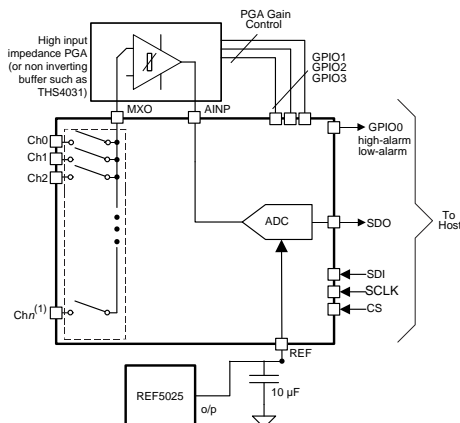 PGA Gain
Control
High input
impedance PGA
(or non inverting
buffer such as
THS4031)
GPIO1
GPIO2
GPIO3
MXO
AINP
Ch0
Ch1
Ch2
GPIO0
high-alarm
low-alarm
ADC
SDO
To
Host
SDI
SCLK
CS
Chn(1)
REF
REF5025
o/p
10 µF